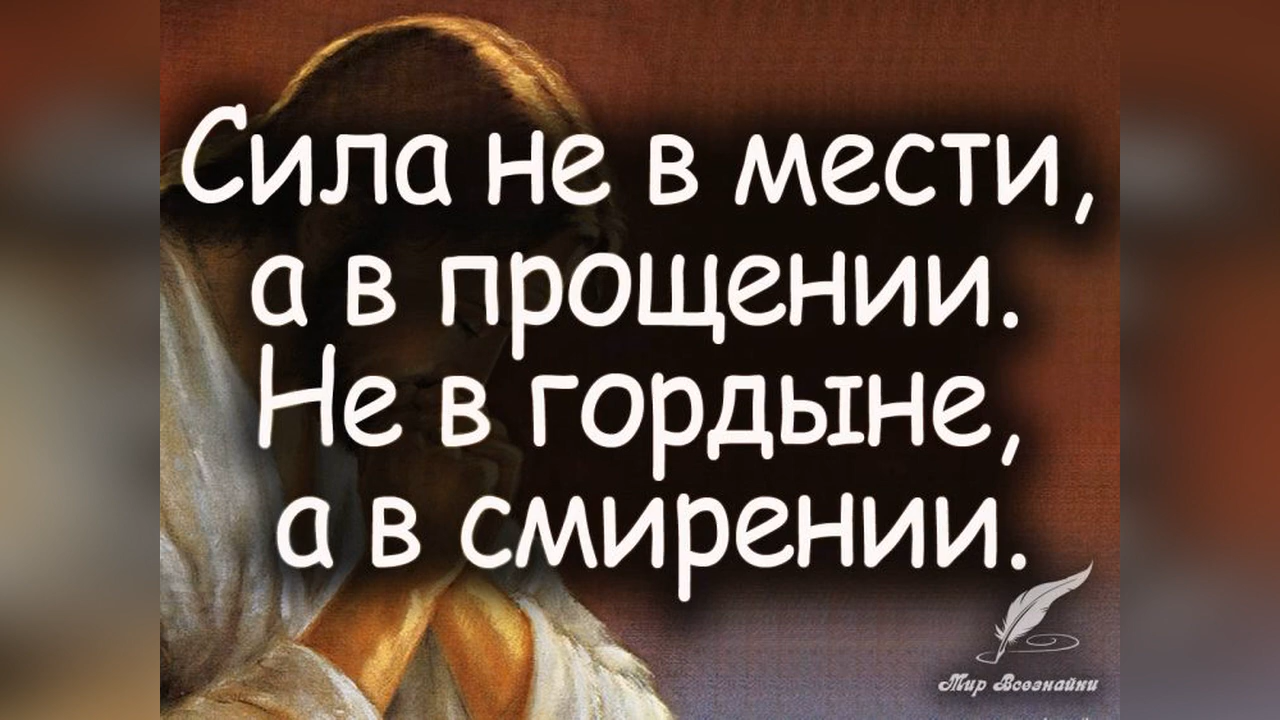 Сила не в мести,
а в прощении.
Не в гордыне,
а в смирении.
Мир Всезнайки